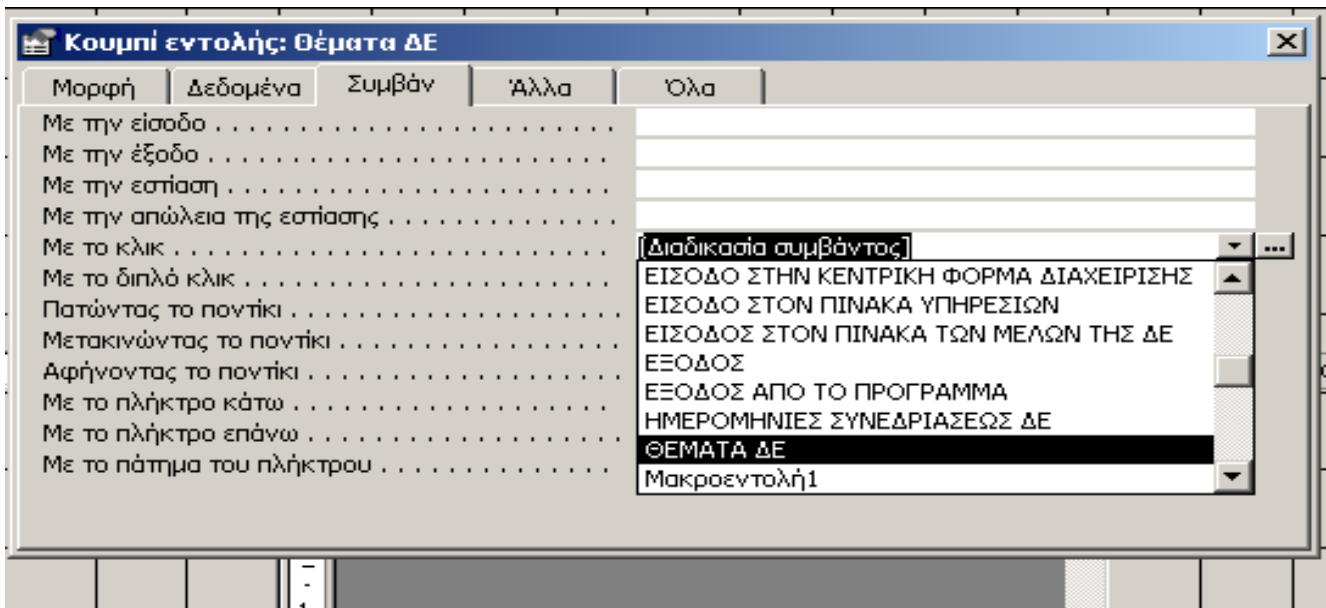 Κουμπί εντολής: Θέματα ΔΕ
Μορφή Δεδομένα Συμβάν Άλλα Όλα
Με την είσοδο . . . . . . . . . . . . . . . . . . . . . . . .
Με την έξοδο . . . . . . . . . . . . . . . . . . . . . . . .
Με την εστίαση . . . . . . . . . . . . . . . . . . . . . . .
Με την απώλεια της εστίασης . . . . . . . . . . . . . .
Με το κλικ . . . . . . . . . . . . . . . . . . . . . . . . . . [Διαδικασία συμβάντος] ...
Με το διπλό κλικ . . . . . . . . . . . . . . . . . . . . . .
Πατώντας το ποντίκι . . . . . . . . . . . . . . . . . . .
Μετακινώντας το ποντίκι . . . . . . . . . . . . . . . .
Αφήνοντας το ποντίκι . . . . . . . . . . . . . . . . . .
Με το πλήκτρο κάτω . . . . . . . . . . . . . . . . . . .
Με το πλήκτρο επάνω . . . . . . . . . . . . . . . . . .
Με το πάτημα του πλήκτρου . . . . . . . . . . . . . .
ΕΙΣΟΔΟ ΣΤΗΝ ΚΕΝΤΡΙΚΗ ΦΟΡΜΑ ΔΙΑΧΕΙΡΙΣΗΣ
ΕΙΣΟΔΟ ΣΤΟΝ ΠΙΝΑΚΑ ΥΠΗΡΕΣΙΩΝ
ΕΙΣΟΔΟΣ ΣΤΟΝ ΠΙΝΑΚΑ ΤΩΝ ΜΕΛΩΝ ΤΗΣ ΔΕ
ΕΞΟΔΟΣ
ΕΞΟΔΟΣ ΑΠΟ ΤΟ ΠΡΟΓΡΑΜΜΑ
ΗΜΕΡΟΜΗΝΙΕΣ ΣΥΝΕΔΡΙΑΣΕΩΣ ΔΕ
ΘΕΜΑΤΑ ΔΕ
Μακροεντολή1